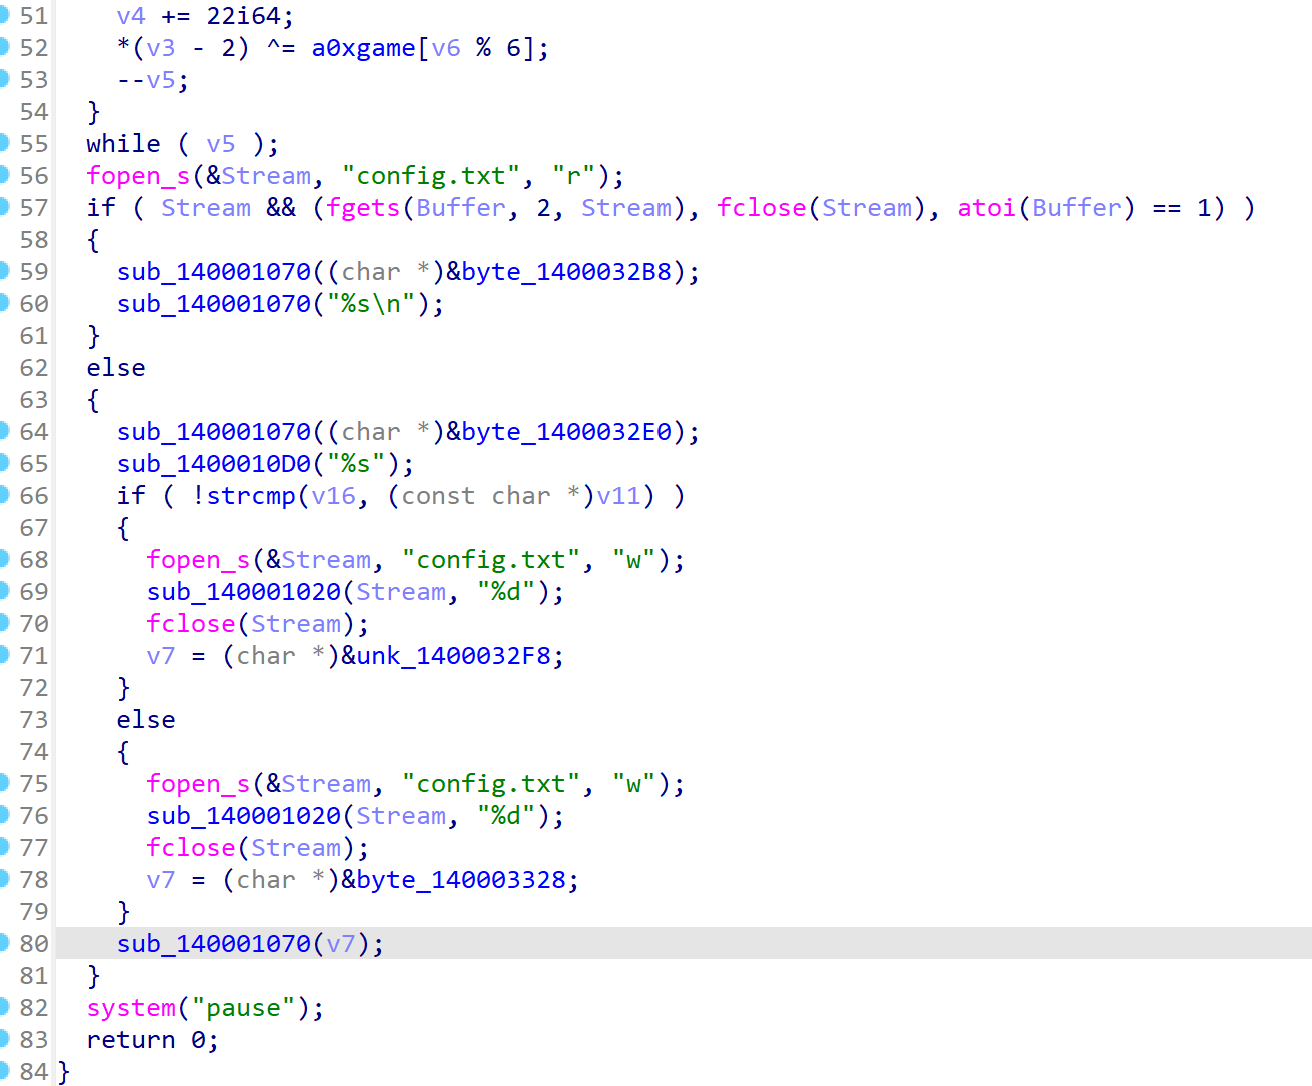 51 v4 += 22i64;
52 *(v3 - 2) ^= a0xgame[v6 % 6];
53 --v5;
54 }
55 while ( v5 );
56 fopen_s(&Stream, "config.txt", "r");
57 if ( Stream && (fgets(Buffer, 2, Stream), fclose(Stream), atoi(Buffer) == 1) )
58 {
59 sub_140001070((char *)&byte_1400032B8);
60 sub_140001070("%s\n");
61 }
62 else
63 {
64 sub_140001070((char *)&byte_1400032E0);
65 sub_1400010D0("%s");
66 if ( !strcmp(v16, (const char *)v11) )
67 {
68 fopen_s(&Stream, "config.txt", "w");
69 sub_140001020(Stream, "%d");
70 fclose(Stream);
71 v7 = (char *)&unk_1400032F8;
72 }
73 else
74 {
75 fopen_s(&Stream, "config.txt", "w");
76 sub_140001020(Stream, "%d");
77 fclose(Stream);
78 v7 = (char *)&byte_140003328;
79 }
80 sub_140001070(v7);
81 }
82 system("pause");
83 return 0;
84 }